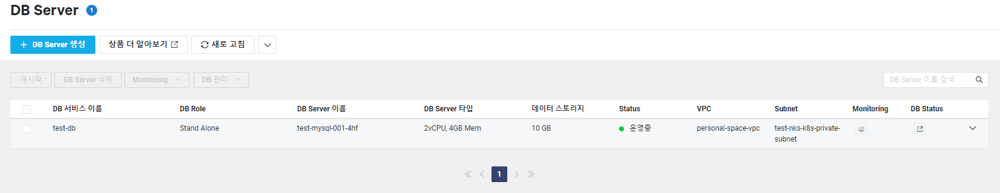 DB Server 1
DB Server 생성 상품 더 알아보기 새로 고침
재시작 DB Server 삭제 Monitoring DB 관리 DB Server 이름 검색
DB 서비스 이름 DB Role DB Server 이름 DB Server 타입 데이터 스토리지 Status VPC Subnet Monitoring DB Status
test-db Stand Alone test-mysql-001-4hf 2vCPU, 4GB Mem 10 GB 운영중 personal-space-vpc test-nks-k8s-private-
subnet
1